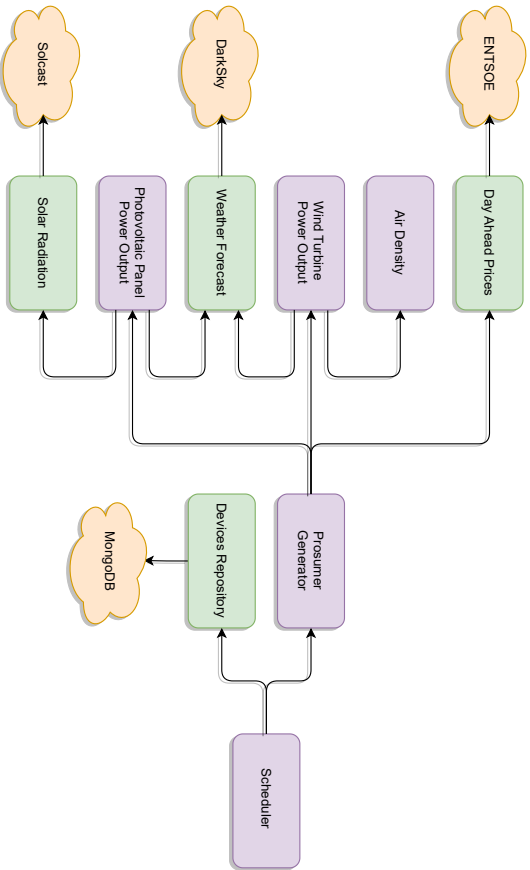 Scheduler
Prosumer
Generator
Devices Repository
MongoDB
Day Ahead Prices
Air Density
Wind Turbine
Power Output
Weather Forecast
Photovoltaic Panel
Power Output
Solar Radiation
ENTSOE
DarkSky
Solcast